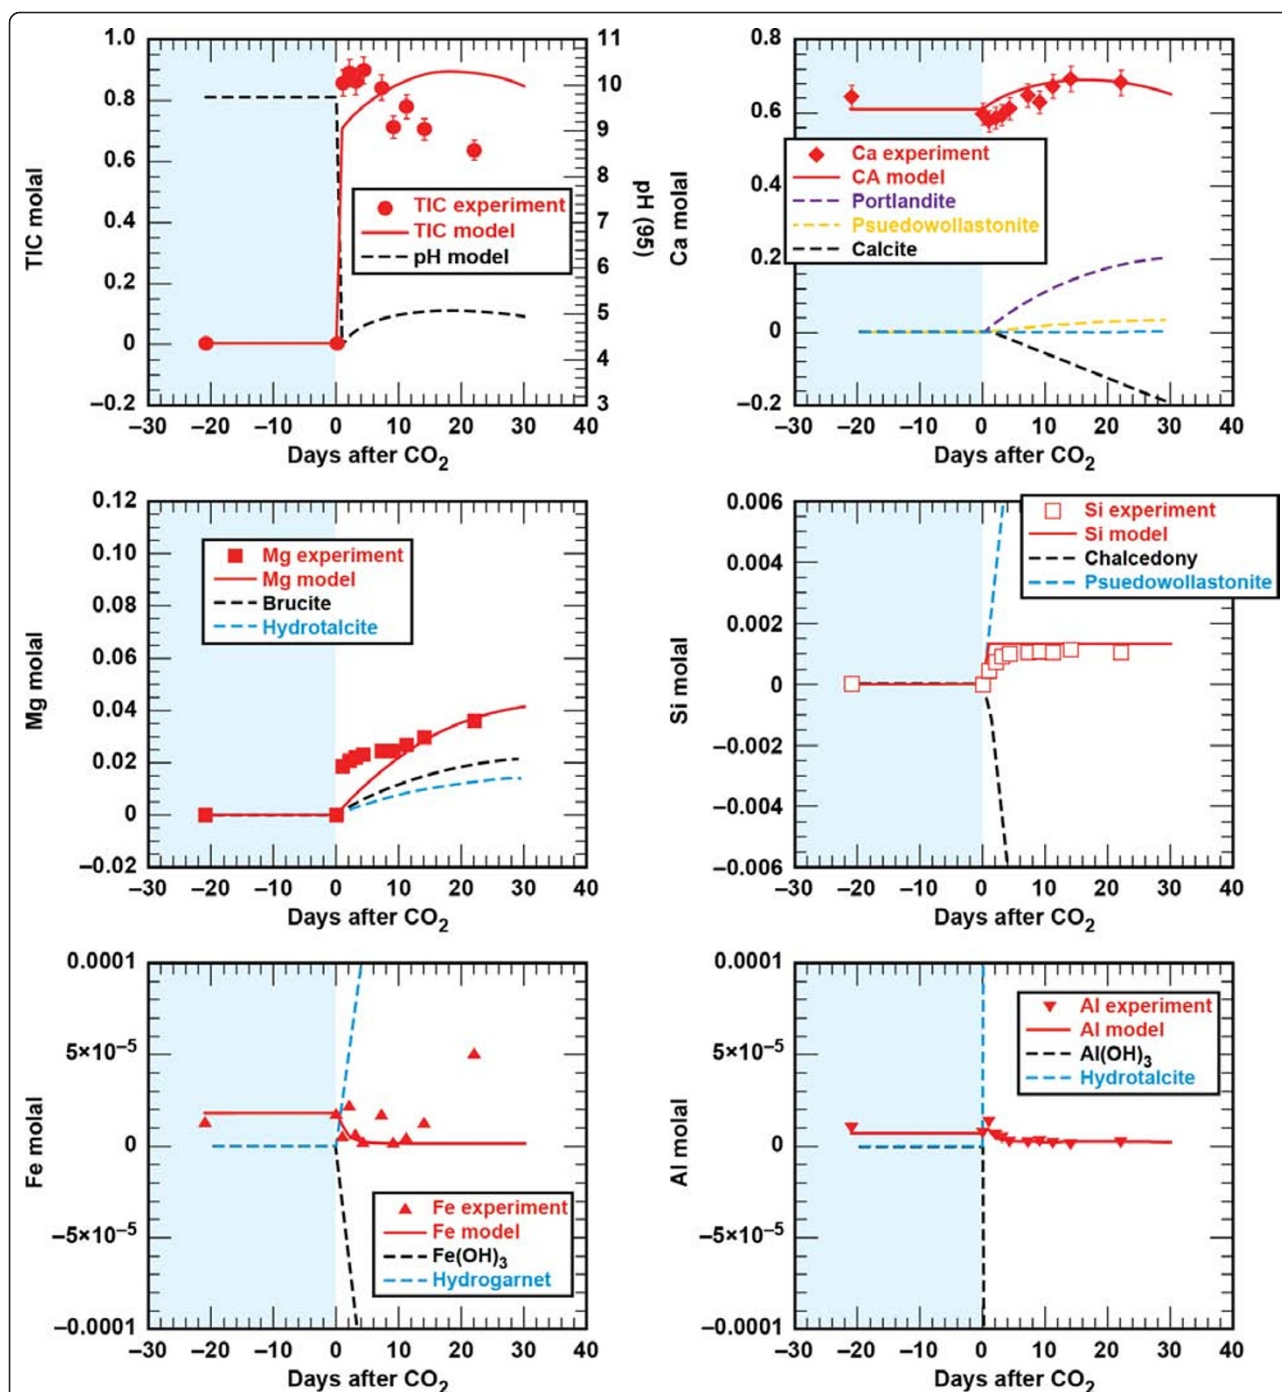 1.0
0.8
0.6
0.4
0.2
0
–0.2
TIC molal
11
10
9
8
7
6
5
4
3
pH (95)
TIC experiment
TIC model
pH model
–30 –20 –10 0 10 20 30 40
Days after CO2
0.8
0.6
0.4
0.2
0
–0.2
Ca molal
Ca experiment
CA model
Portlandite
Psuedowollastonite
Calcite
–30 –20 –10 0 10 20 30 40
Days after CO2
0.12
0.10
0.08
0.06
0.04
0.02
0
–0.02
Mg molal
Mg experiment
Mg model
Brucite
Hydrotalcite
–30 –20 –10 0 10 20 30 40
Days after CO2
0.006
0.004
0.002
0
–0.002
–0.004
–0.006
Si molal
Si experiment
Si model
Chalcedony
Psuedowollastonite
–30 –20 –10 0 10 20 30 40
Days after CO2
0.0001
5×10–5
0
–5×10–5
–0.0001
Fe molal
Fe experiment
Fe model
Fe(OH)3
Hydrogarnet
–30 –20 –10 0 10 20 30 40
Days after CO2
0.0001
5×10–5
0
–5×10–5
–0.0001
Al molal
Al experiment
Al model
Al(OH)3
Hydrotalcite
–30 –20 –10 0 10 20 30 40
Days after CO2